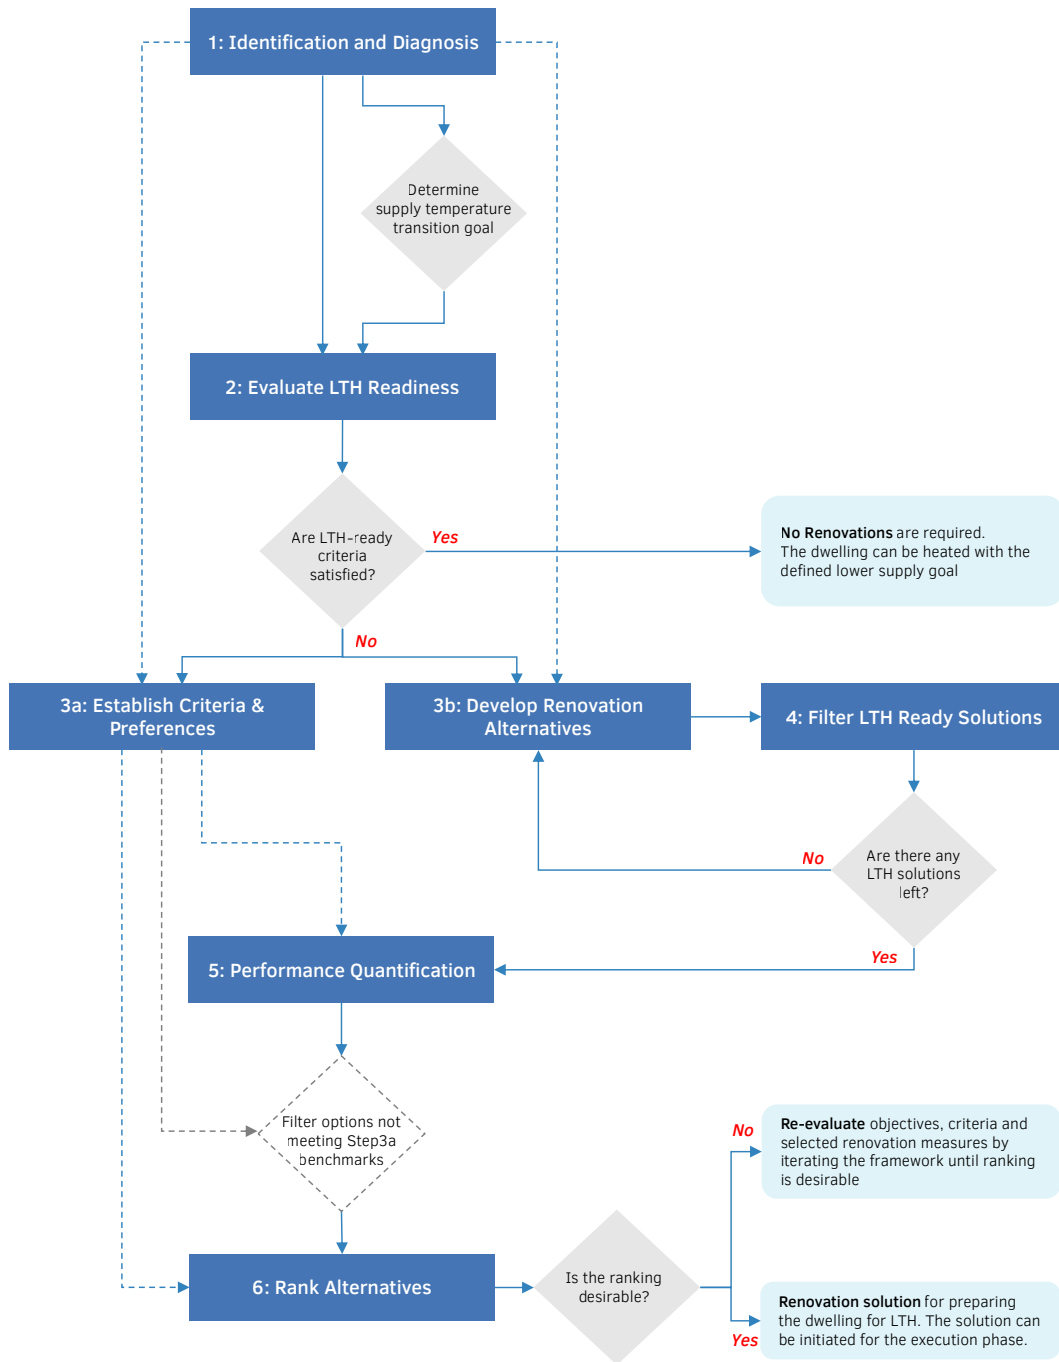 1: Identification and Diagnosis
Determine
supply temperature
transition goal
2: Evaluate LTH Readiness
Are LTH-ready
criteria
satisfied?
Yes
No Renovations are required.
The dwelling can be heated with the
defined lower supply goal
No
3a: Establish Criteria &
Preferences
3b: Develop Renovation
Alternatives
4: Filter LTH Ready Solutions
Are there any
LTH solutions
left?
No
Yes
5: Performance Quantification
Filter options not
meeting Step3a
benchmarks
6: Rank Alternatives
Is the ranking
desirable?
No
Re-evaluate objectives, criteria and
selected renovation measures by
iterating the framework until ranking
is desirable
Yes
Renovation solution for preparing
the dwelling for LTH. The solution can
be initiated for the execution phase.